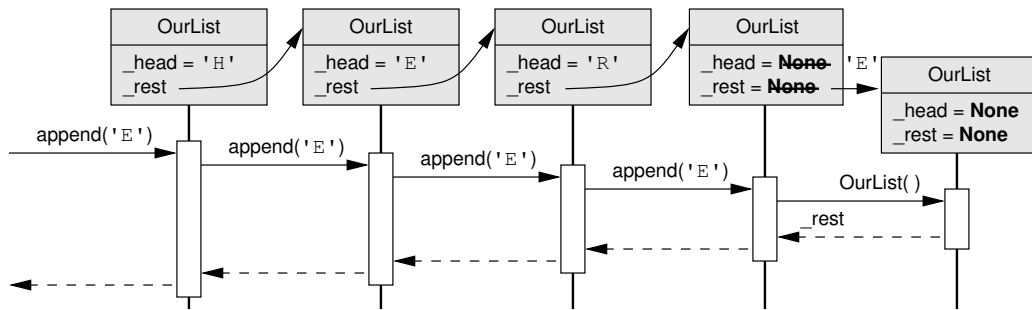 OurList
_head = 'H'
_rest
OurList
_head = 'E'
_rest
OurList
_head = 'R'
_rest
OurList
_head = None 'E'
_rest = None
OurList
_head = None
_rest = None
append('E')
append('E')
append('E')
append('E')
OurList( )
_rest